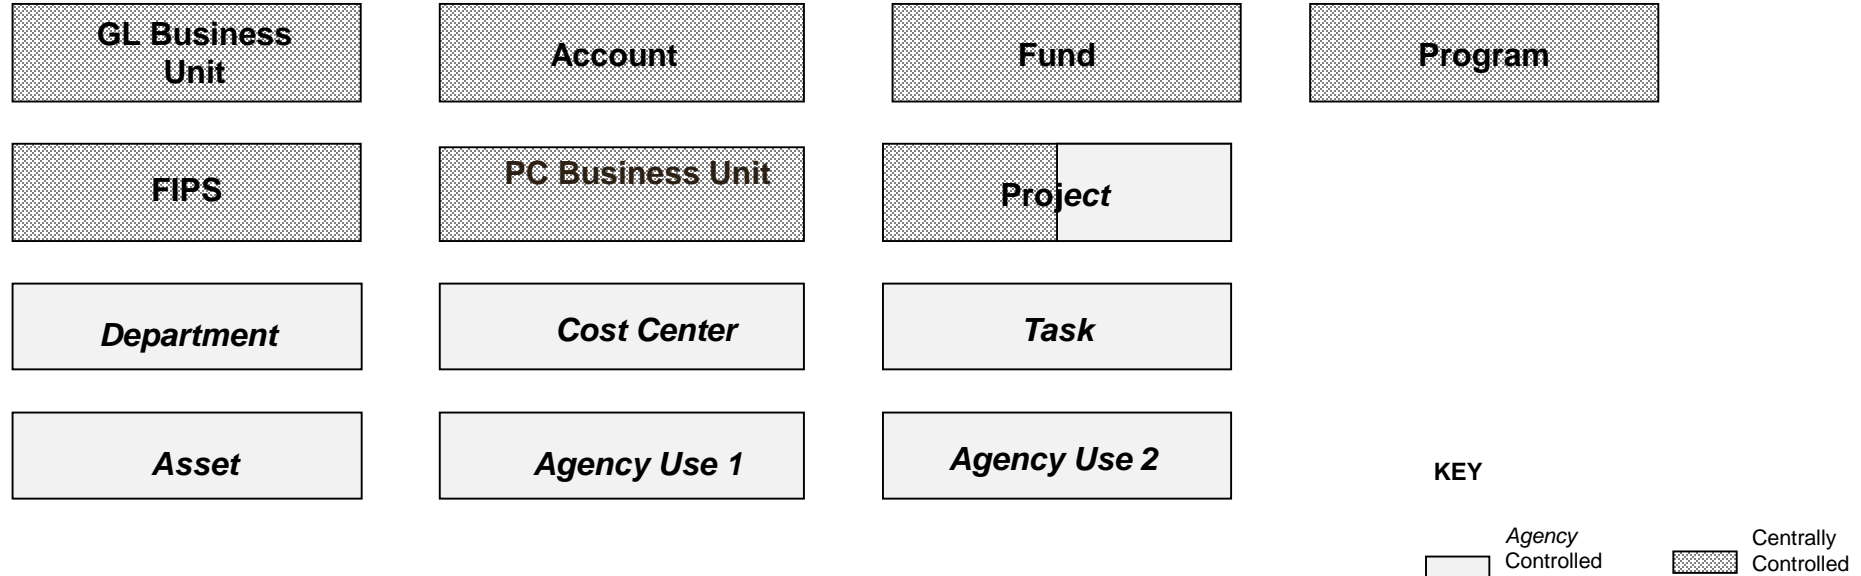 GL Business
Unit
Account
Fund
Program
FIPS
PC Business Unit
Project
Department
Cost Center
Task
Asset
Agency Use 1
Agency Use 2
KEY
Agency
Controlled
Centrally
Controlled